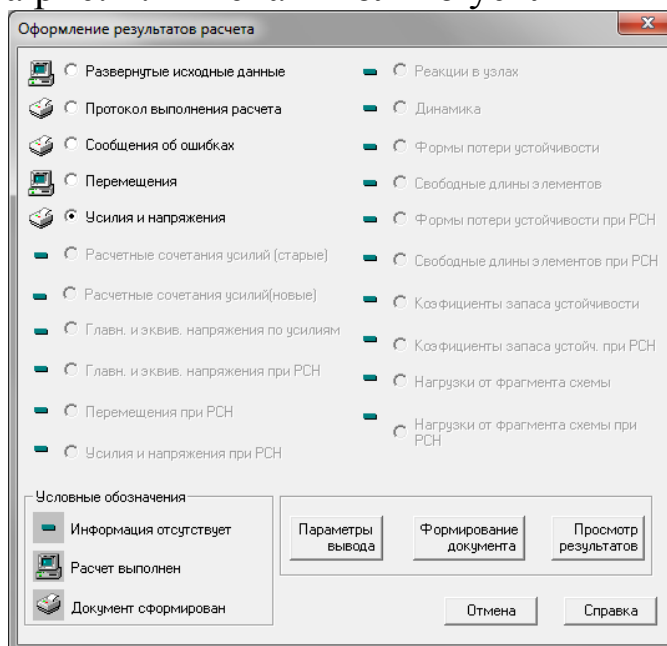 Оформление результатов расчета
Развернутые исходные данные
Протокол выполнения расчета
Сообщения об ошибках
Перемещения
Усилия и напряжения
Расчетные сочетания усилий (старые)
Расчетные сочетания усилий(новые)
Главн. и эквив. напряжения по усилиям
Главн. и эквив. напряжения при РСН
Перемещения при РСН
Усилия и напряжения при РСН
Реакции в узлах
Динамика
Формы потери устойчивости
Свободные длины элементов
Формы потери устойчивости при РСН
Свободные длины элементов при РСН
Коэфициенты запаса устойчивости
Коэфициенты запаса устойч. при РСН
Нагрузки от фрагмента схемы
Нагрузки от фрагмента схемы при
РСН
Условные обозначения
Информация отсутствует
Расчет выполнен
Документ сформирован
Параметры
вывода
Формирование
документа
Просмотр
результатов
Отмена
Справка